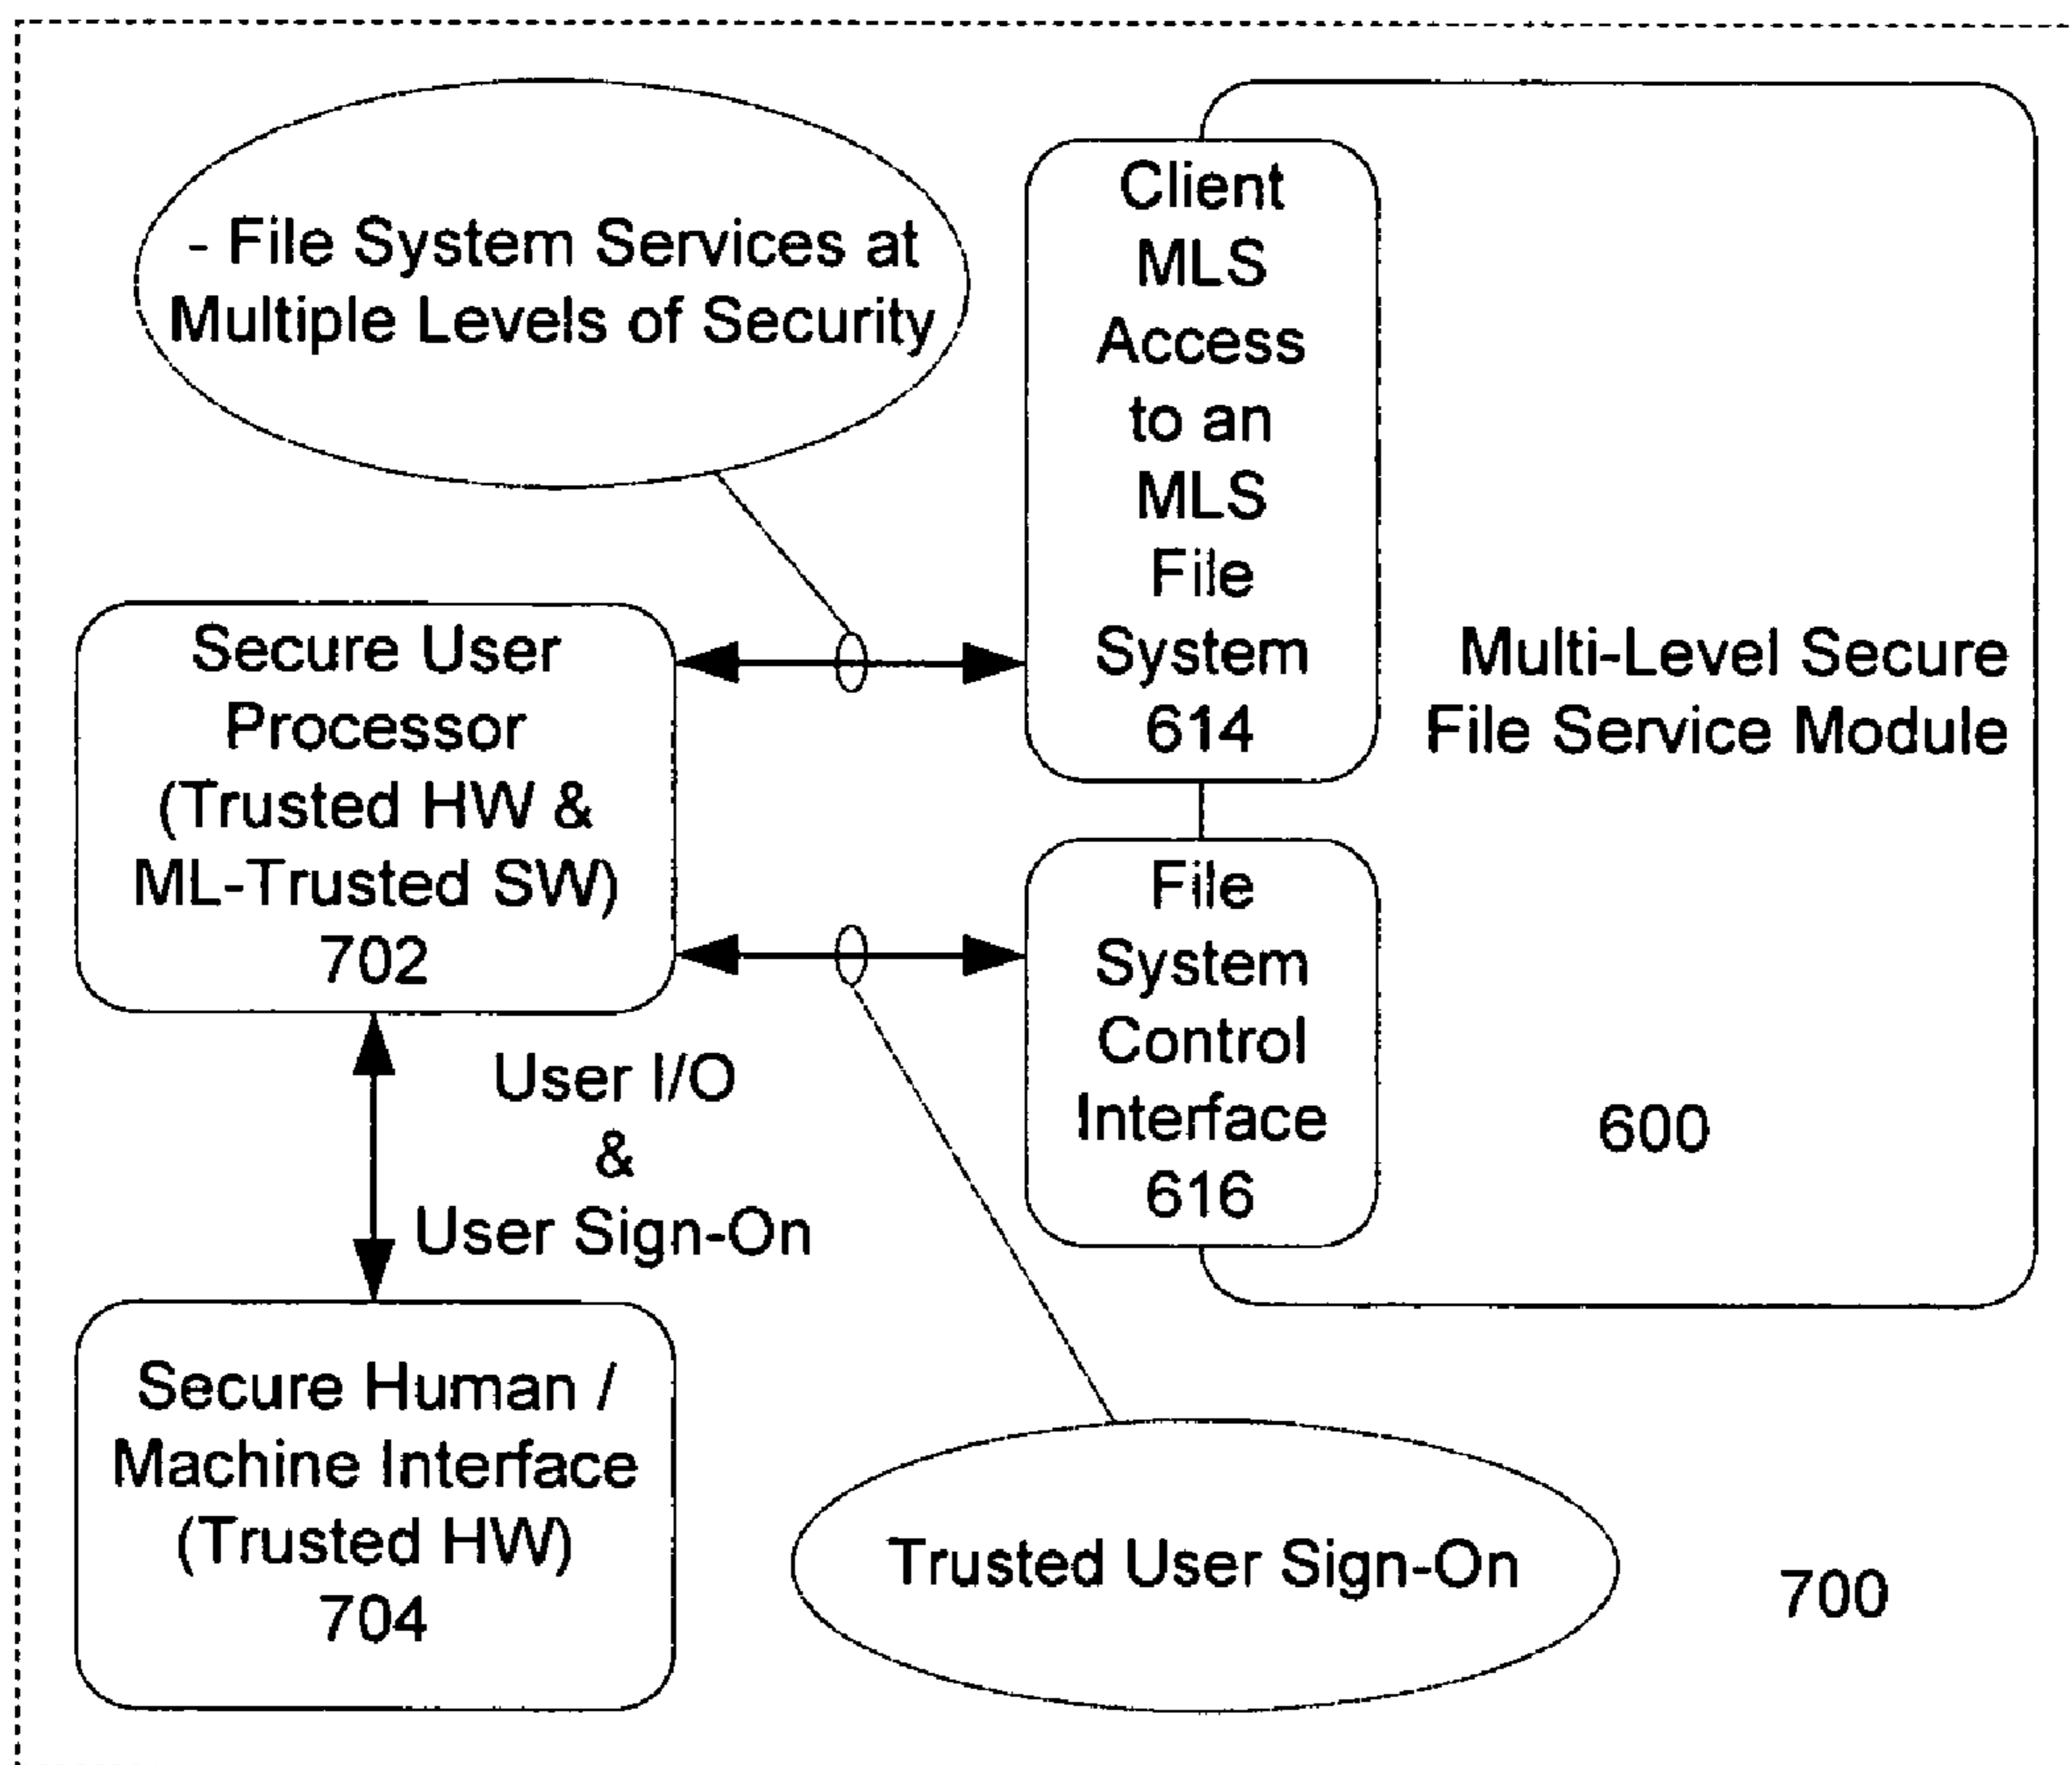 - File System Services at
Multiple Levels of Security
Client
MLS
Access
to an
MLS
File
System
614
Multi-Level Secure
File Service Module
600
Secure User
Processor
(Trusted HW &
ML-Trusted SW)
702
File
System
Control
Interface
616
User I/O
&
User Sign-On
Secure Human /
Machine Interface
(Trusted HW)
704
Trusted User Sign-On
700